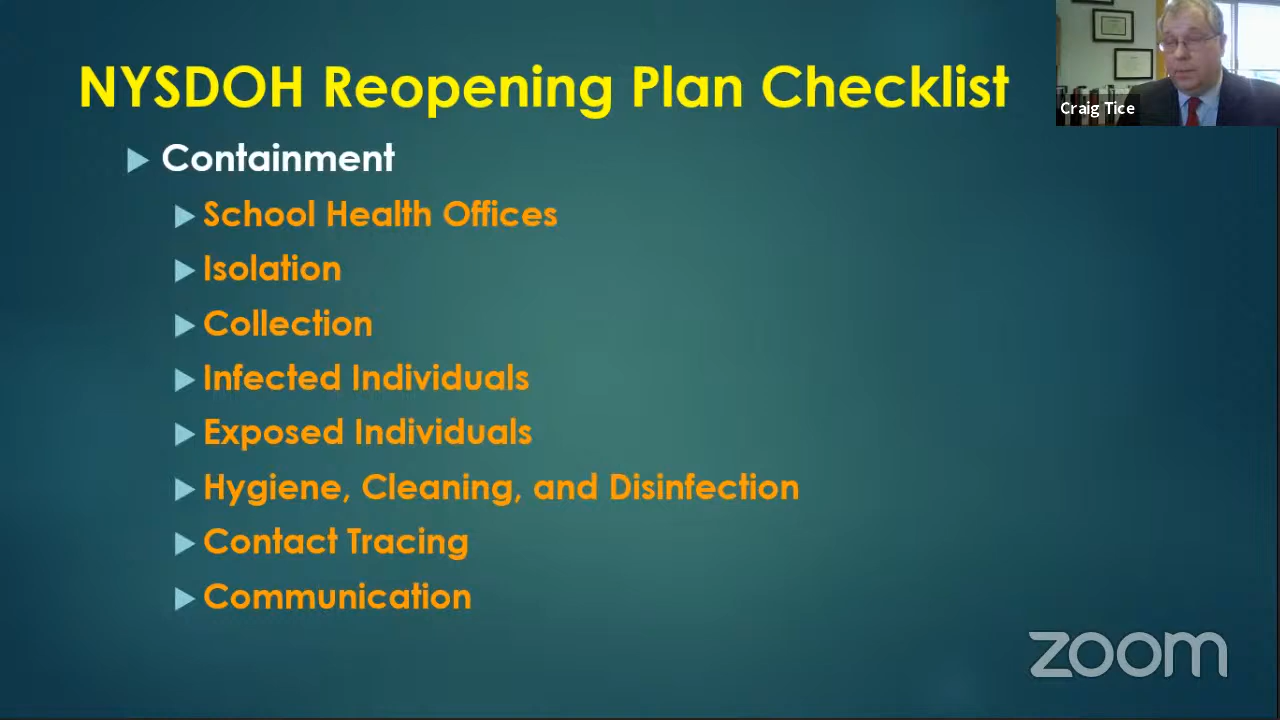 NYSDOH Reopening Plan Checklist
Craig Tice
Containment
School Health Offices
Isolation
Collection
Infected Individuals
Exposed Individuals
Hygiene, Cleaning, and Disinfection
Contact Tracing
Communication
zoom